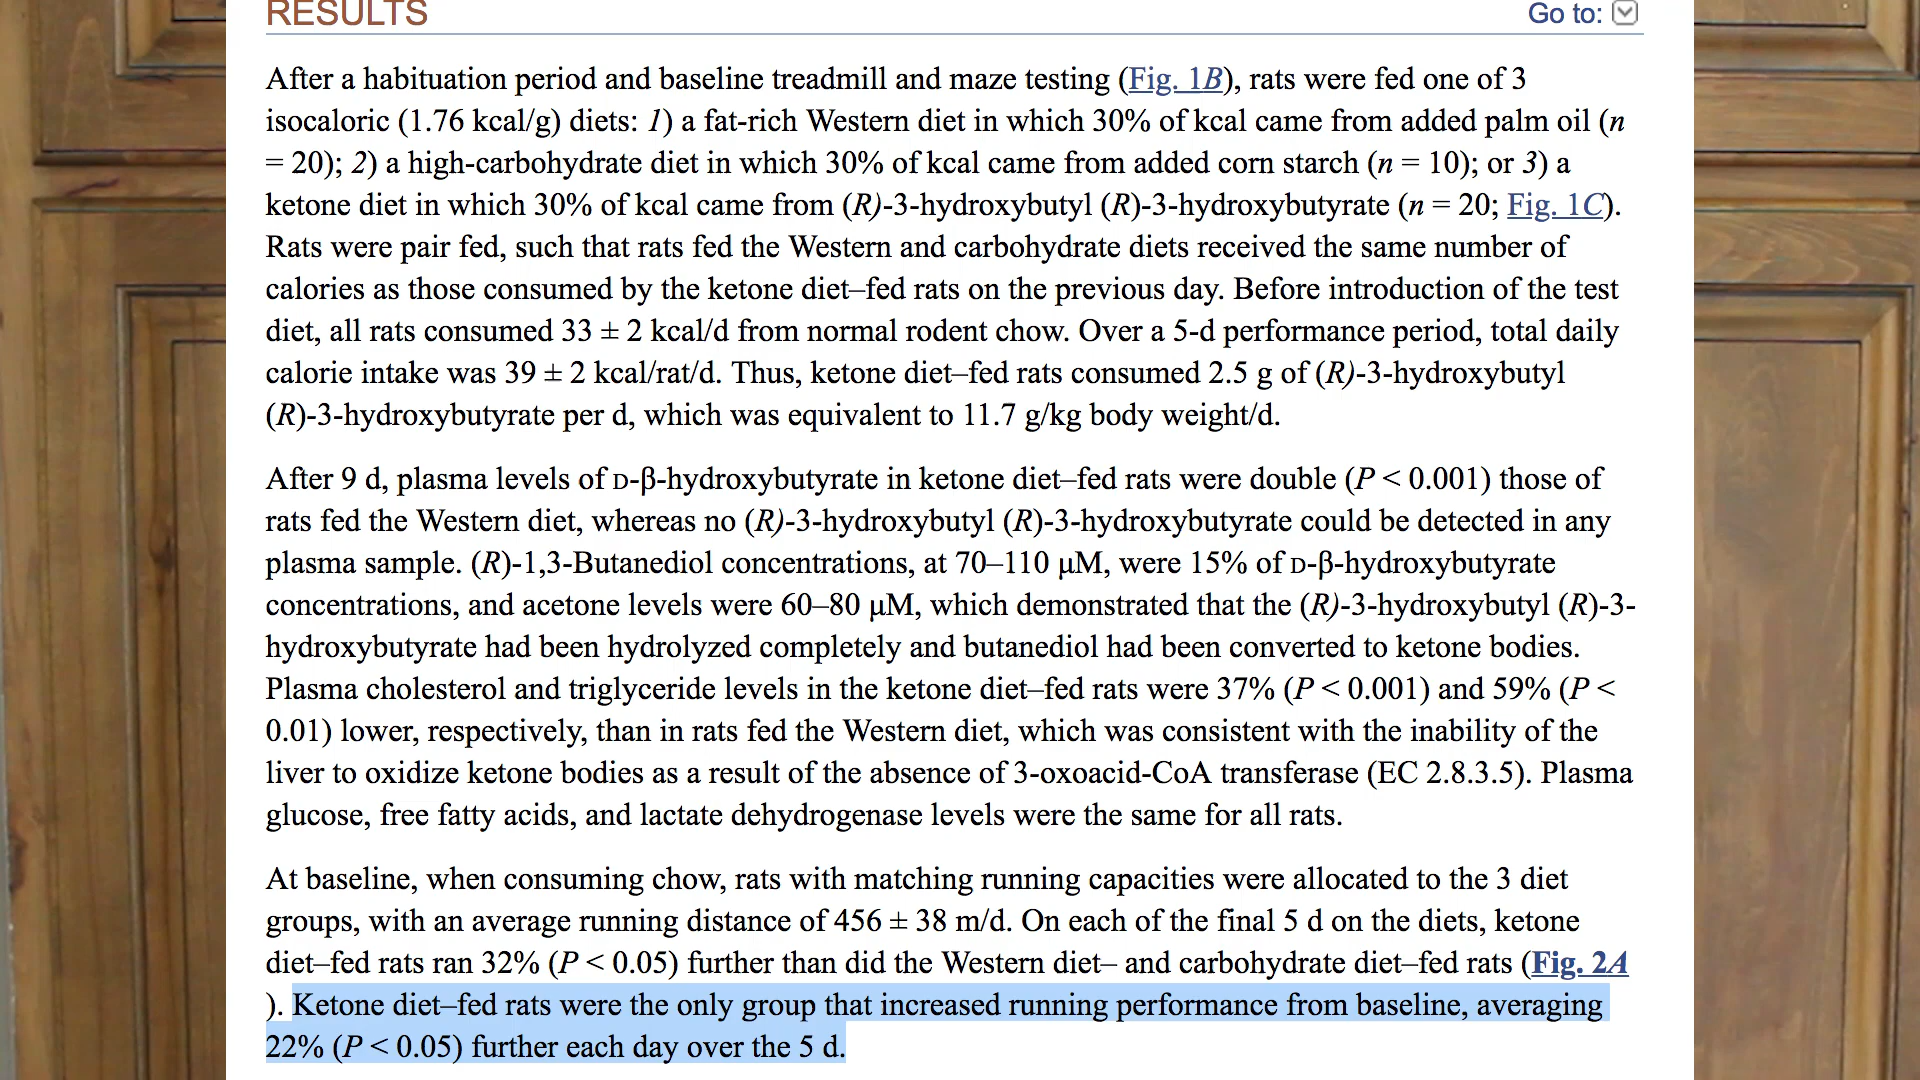 RESULTS
Go to:
After a habituation period and baseline treadmill and maze testing (Fig. 1B), rats were fed one of 3
isocaloric (1.76 kcal/g) diets: 1) a fat-rich Western diet in which 30% of kcal came from added palm oil (n
= 20); 2) a high-carbohydrate diet in which 30% of kcal came from added corn starch (n = 10); or 3) a
ketone diet in which 30% of kcal came from (R)-3-hydroxybutyl (R)-3-hydroxybutyrate (n = 20; Fig. 1C).
Rats were pair fed, such that rats fed the Western and carbohydrate diets received the same number of
calories as those consumed by the ketone diet–fed rats on the previous day. Before introduction of the test
diet, all rats consumed 33 ± 2 kcal/d from normal rodent chow. Over a 5-d performance period, total daily
calorie intake was 39 ± 2 kcal/rat/d. Thus, ketone diet–fed rats consumed 2.5 g of (R)-3-hydroxybutyl
(R)-3-hydroxybutyrate per d, which was equivalent to 11.7 g/kg body weight/d.
After 9 d, plasma levels of D-β-hydroxybutyrate in ketone diet–fed rats were double (P < 0.001) those of
rats fed the Western diet, whereas no (R)-3-hydroxybutyl (R)-3-hydroxybutyrate could be detected in any
plasma sample. (R)-1,3-Butanediol concentrations, at 70–110 μM, were 15% of D-β-hydroxybutyrate
concentrations, and acetone levels were 60–80 μM, which demonstrated that the (R)-3-hydroxybutyl (R)-3-
hydroxybutyrate had been hydrolyzed completely and butanediol had been converted to ketone bodies.
Plasma cholesterol and triglyceride levels in the ketone diet–fed rats were 37% (P < 0.001) and 59% (P <
0.01) lower, respectively, than in rats fed the Western diet, which was consistent with the inability of the
liver to oxidize ketone bodies as a result of the absence of 3-oxoacid-CoA transferase (EC 2.8.3.5). Plasma
glucose, free fatty acids, and lactate dehydrogenase levels were the same for all rats.
At baseline, when consuming chow, rats with matching running capacities were allocated to the 3 diet
groups, with an average running distance of 456 ± 38 m/d. On each of the final 5 d on the diets, ketone
diet–fed rats ran 32% (P < 0.05) further than did the Western diet– and carbohydrate diet–fed rats (Fig. 2A
). Ketone diet–fed rats were the only group that increased running performance from baseline, averaging
22% (P < 0.05) further each day over the 5 d.